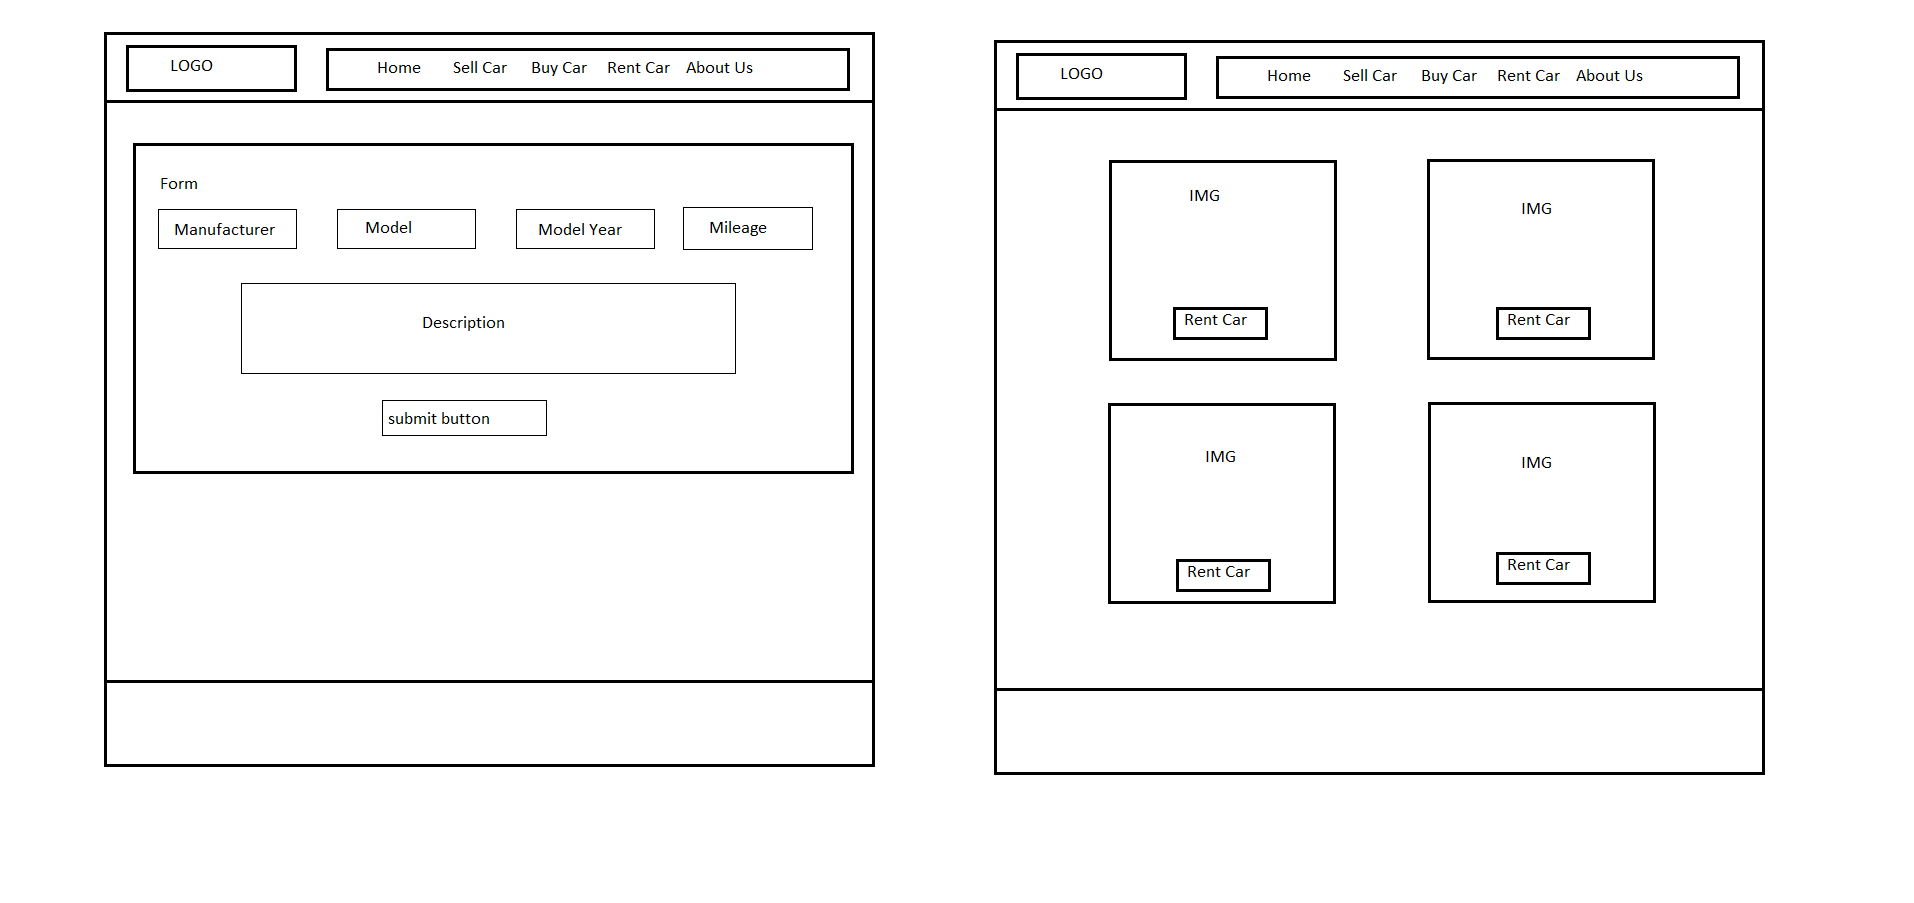 LOGO
Home Sell Car Buy Car Rent Car About Us
Form
Manufacturer Model Model Year Mileage
Description
submit button
LOGO
Home Sell Car Buy Car Rent Car About Us
IMG IMG
Rent Car Rent Car
IMG IMG
Rent Car Rent Car